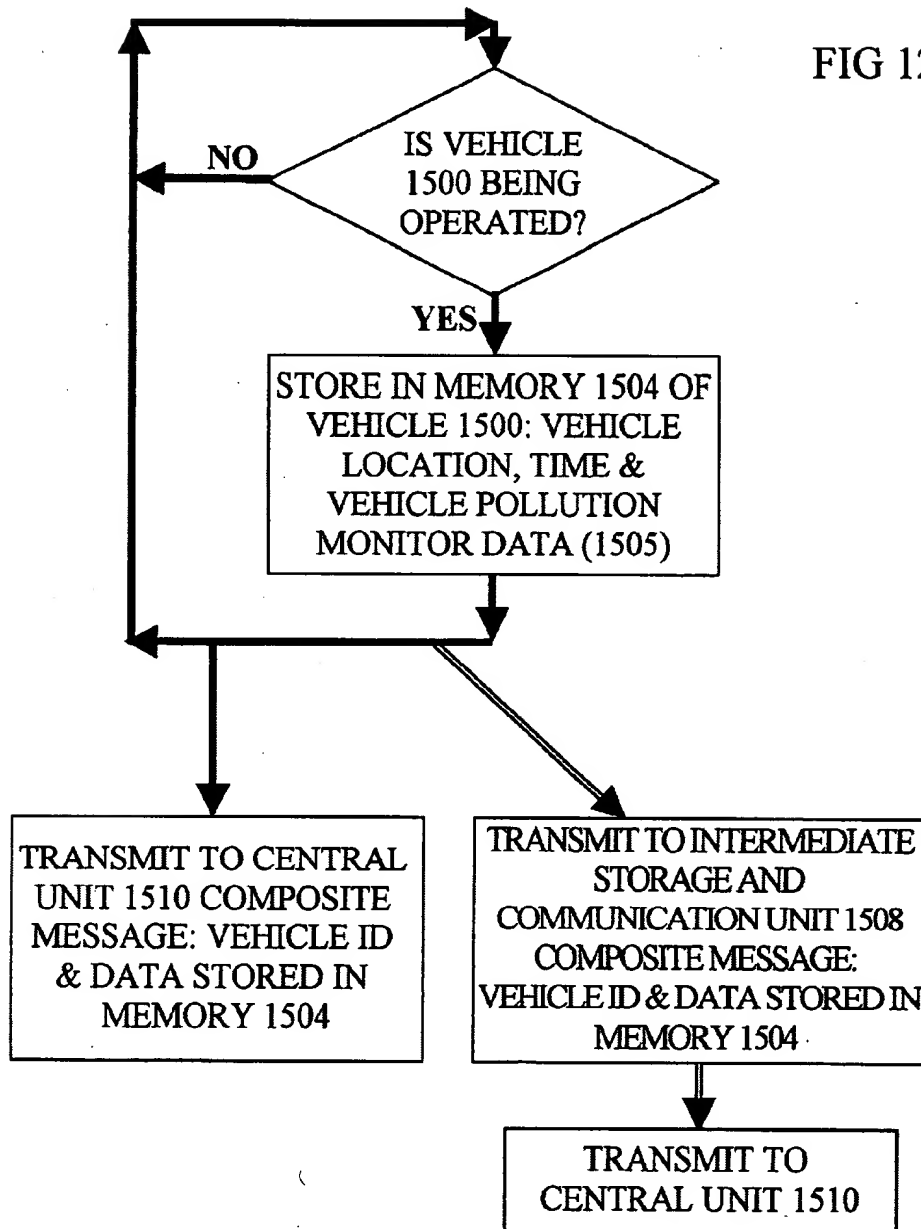 FIG 12
NO
IS VEHICLE
1500 BEING
OPERATED?
YES
STORE IN MEMORY 1504 OF
VEHICLE 1500: VEHICLE
LOCATION, TIME &
VEHICLE POLLUTION
MONITOR DATA (1505)
TRANSMIT TO CENTRAL
UNIT 1510 COMPOSITE
MESSAGE: VEHICLE ID
& DATA STORED IN
MEMORY 1504
TRANSMIT TO INTERMEDIATE
STORAGE AND
COMMUNICATION UNIT 1508
COMPOSITE MESSAGE:
VEHICLE ID & DATA STORED IN
MEMORY 1504
TRANSMIT TO
CENTRAL UNIT 1510